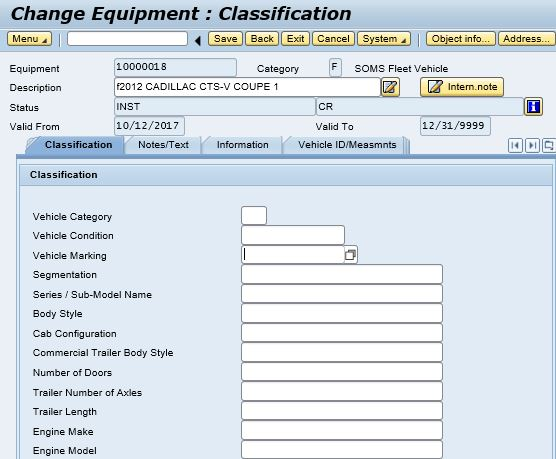 Change Equipment : Classification
Menu Save Back Exit Cancel System Object info... Address...
Equipment 10000018 Category F SOMS Fleet Vehicle
Description f2012 CADILLAC CTS-V COUPE 1 Intern.note
Status INST CR
Valid From 10/12/2017 Valid To 12/31/9999
Classification Notes/Text Information Vehicle ID/Measmnts
Classification
Vehicle Category
Vehicle Condition
Vehicle Marking
Segmentation
Series / Sub-Model Name
Body Style
Cab Configuration
Commercial Trailer Body Style
Number of Doors
Trailer Number of Axles
Trailer Length
Engine Make
Engine Model